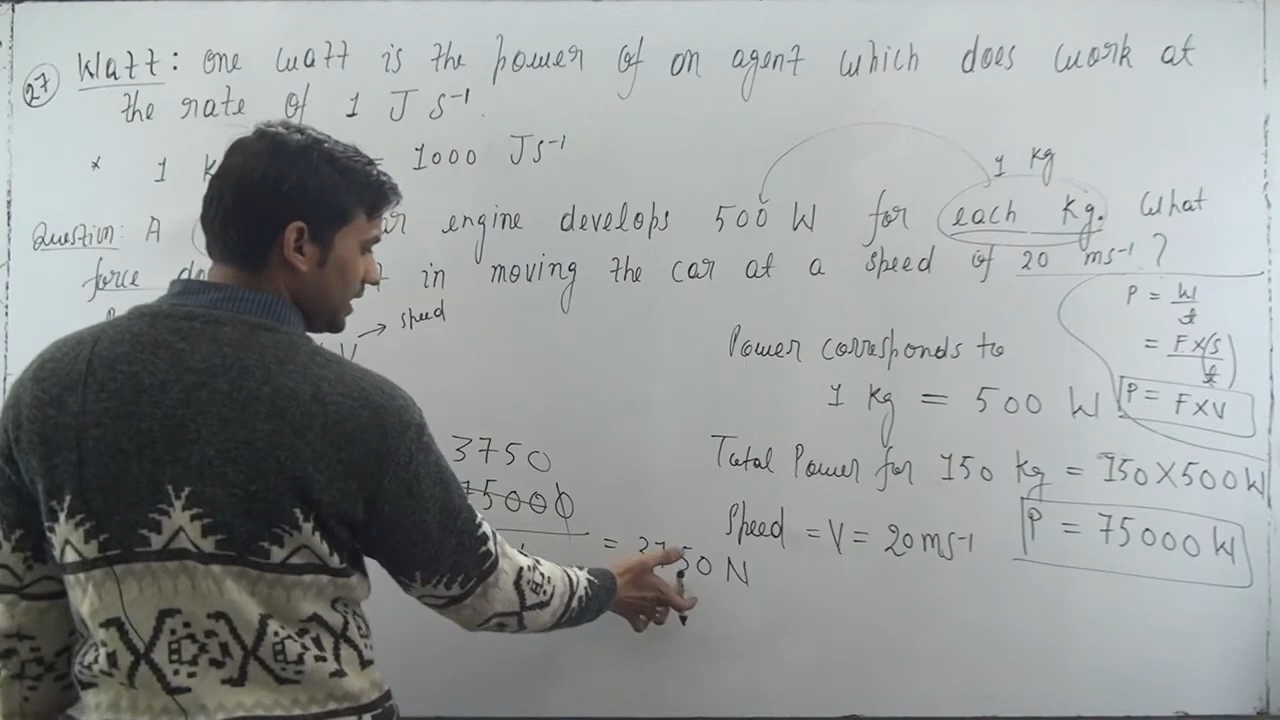 27 Watt: one watt is the power of on agent which does work at
the rate of 1 J s⁻¹.
* 1 K = 1000 Js⁻¹
1 kg
Question: A engine develops 500 W for each kg. What
force in moving the car at a speed of 20 ms⁻¹?
V → speed
P = W/t
= F×(S/t)
P = F×V
Power corresponds to
1 kg = 500 W
Total Power for 150 kg = 150×500W
Speed = V = 20 ms⁻¹
P = 75000 W
3750
75000
= 3750 N